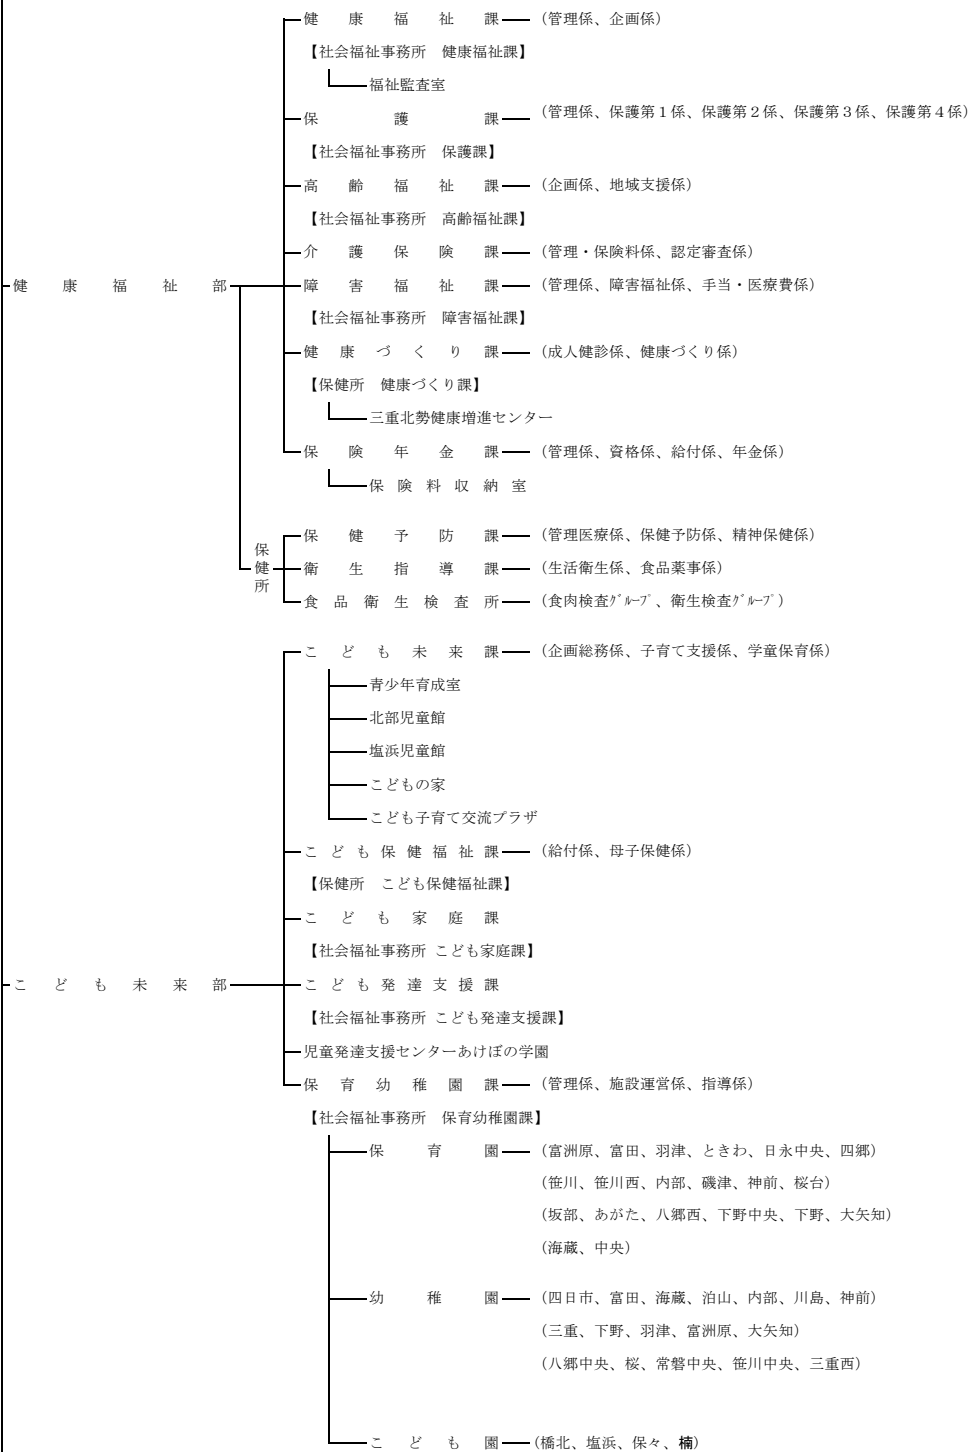 健康福祉課 （管理係、企画係）
【社会福祉事務所　健康福祉課】
福祉監査室
保護課 （管理係、保護第１係、保護第２係、保護第３係、保護第４係）
【社会福祉事務所　保護課】
高齢福祉課 （企画係、地域支援係）
【社会福祉事務所　高齢福祉課】
介護保険課 （管理・保険料係、認定審査係）
健康福祉部 障害福祉課 （管理係、障害福祉係、手当・医療費係）
【社会福祉事務所　障害福祉課】
健康づくり課 （成人健診係、健康づくり係）
【保健所　健康づくり課】
三重北勢健康増進センター
保険年金課 （管理係、資格係、給付係、年金係）
保険料収納室
保健予防課 （管理医療係、保健予防係、精神保健係）
保健所 衛生指導課 （生活衛生係、食品薬事係）
食品衛生検査所 （食肉検査ｸﾞﾙｰﾌﾟ、衛生検査ｸﾞﾙｰﾌﾟ）
こども未来課 （企画総務係、子育て支援係、学童保育係）
青少年育成室
北部児童館
塩浜児童館
こどもの家
こども子育て交流プラザ
こども保健福祉課 （給付係、母子保健係）
【保健所　こども保健福祉課】
こども家庭課
【社会福祉事務所 こども家庭課】
こども未来部 こども発達支援課
【社会福祉事務所 こども発達支援課】
児童発達支援センターあけぼの学園
保育幼稚園課 （管理係、施設運営係、指導係）
【社会福祉事務所　保育幼稚園課】
保育園 （富洲原、富田、羽津、ときわ、日永中央、四郷）
（笹川、笹川西、内部、磯津、神前、桜台）
（坂部、あがた、八郷西、下野中央、下野、大矢知）
（海蔵、中央）
幼稚園 （四日市、富田、海蔵、泊山、内部、川島、神前）
（三重、下野、羽津、富洲原、大矢知）
（八郷中央、桜、常磐中央、笹川中央、三重西）
こども園 （橋北、塩浜、保々、楠）